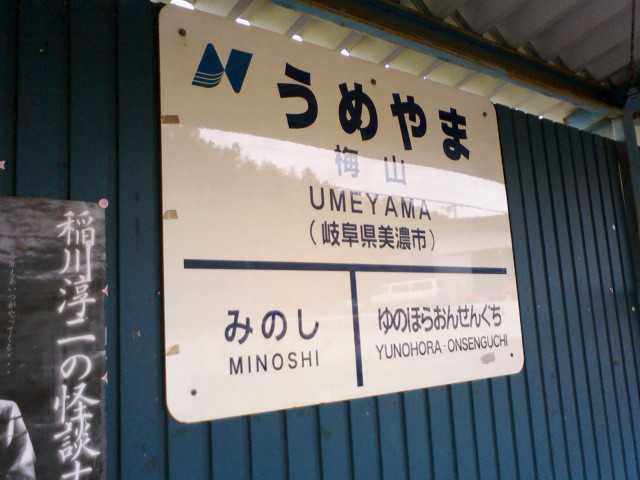 うめやま
梅山
UMEYAMA
(岐阜県美濃市)
みのし
MINOSHI
ゆのほらおんせんぐち
YUNOHORA-ONSENGUCHI
稲川淳二の怪談